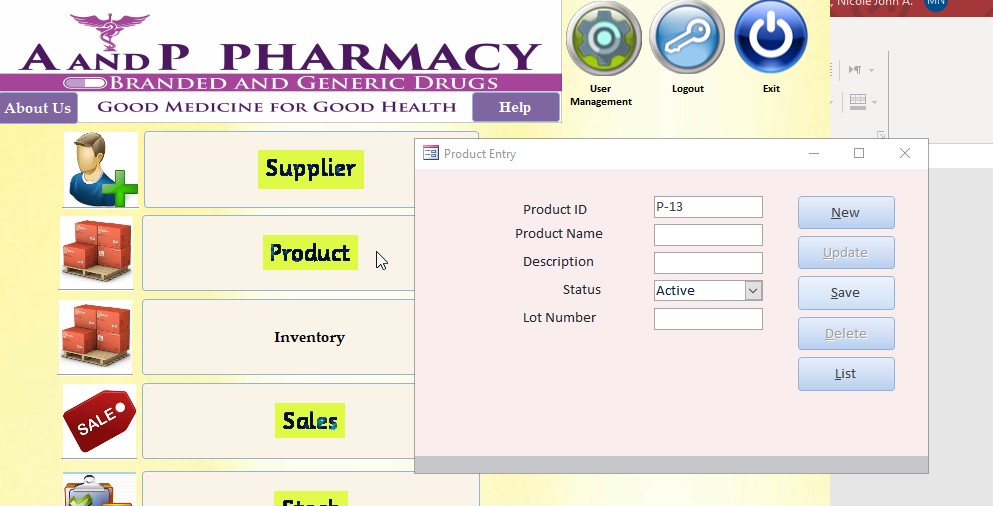 , Nicole John A. MN
A AND P PHARMACY
BRANDED AND GENERIC DRUGS
About Us GOOD MEDICINE FOR GOOD HEALTH Help
User Management
Logout
Exit
Supplier
Product
Inventory
SALE
Sales
Product Entry
Product ID P-13 New
Product Name
Update
Description
Status Active Save
Lot Number
Delete
List